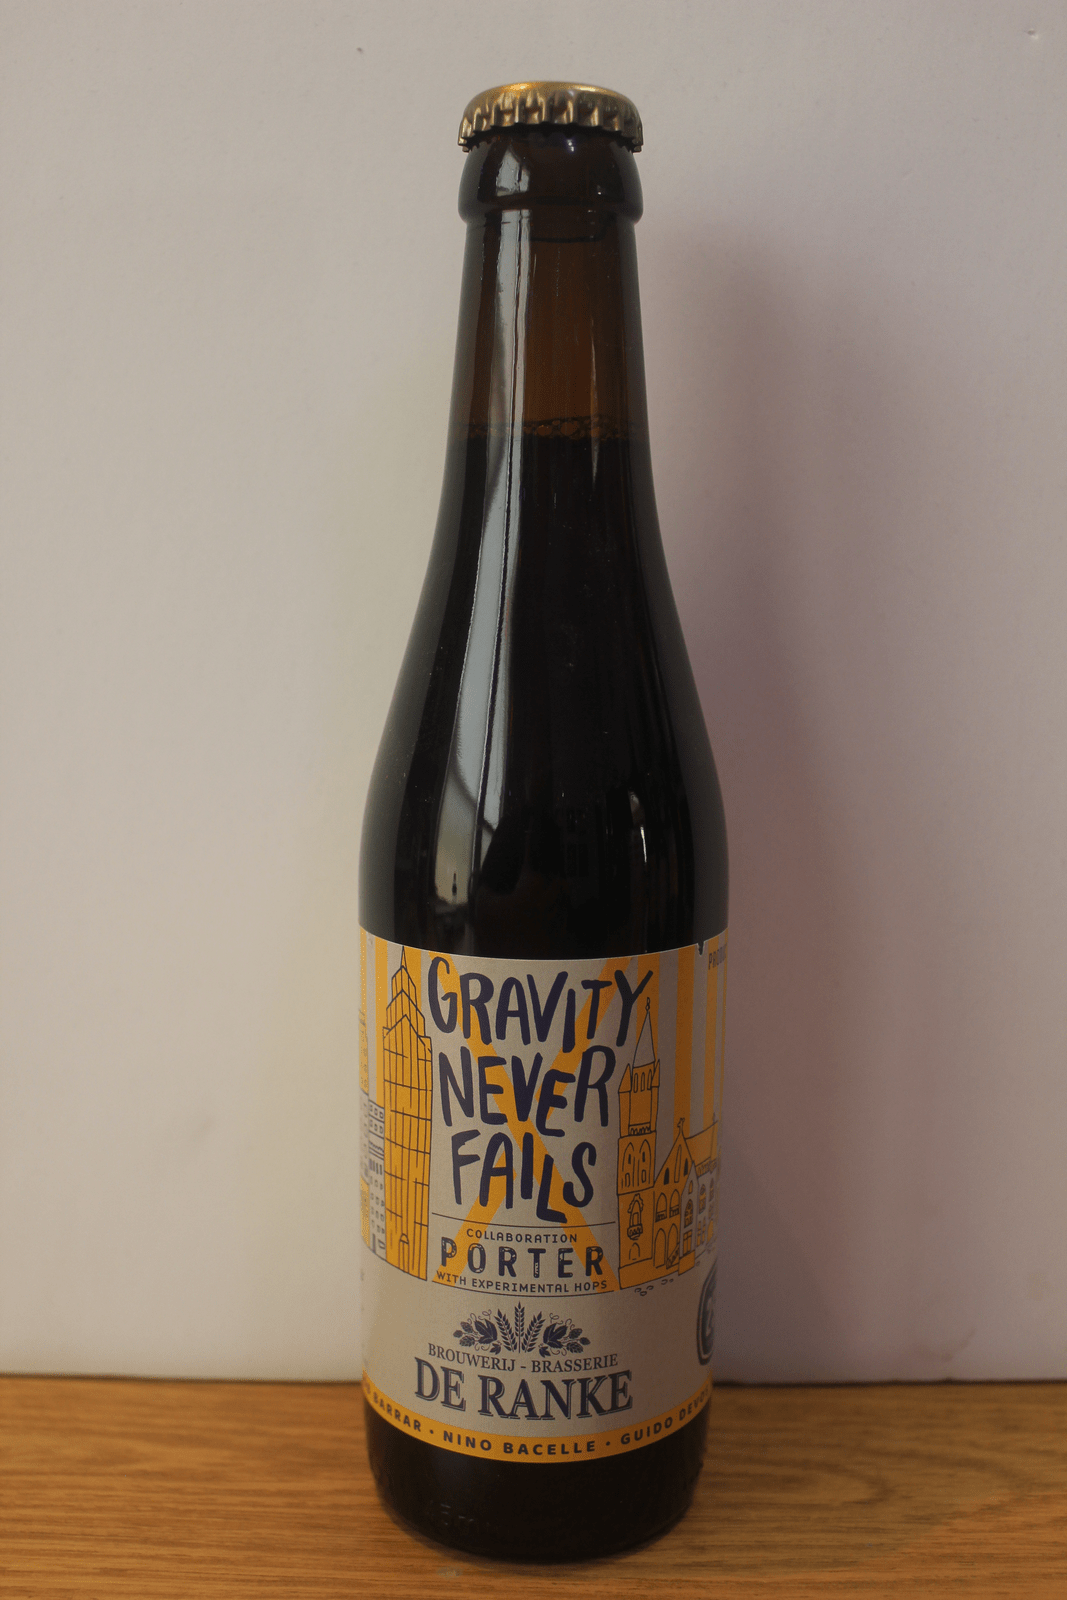 GRAVITY
NEVER
FAILS
COLLABORATION
PORTER
WITH EXPERIMENTAL HOPS
BROUWERIJ - BRASSERIE
DE RANKE
BARRAR • NINO BACELLE • GUIDO